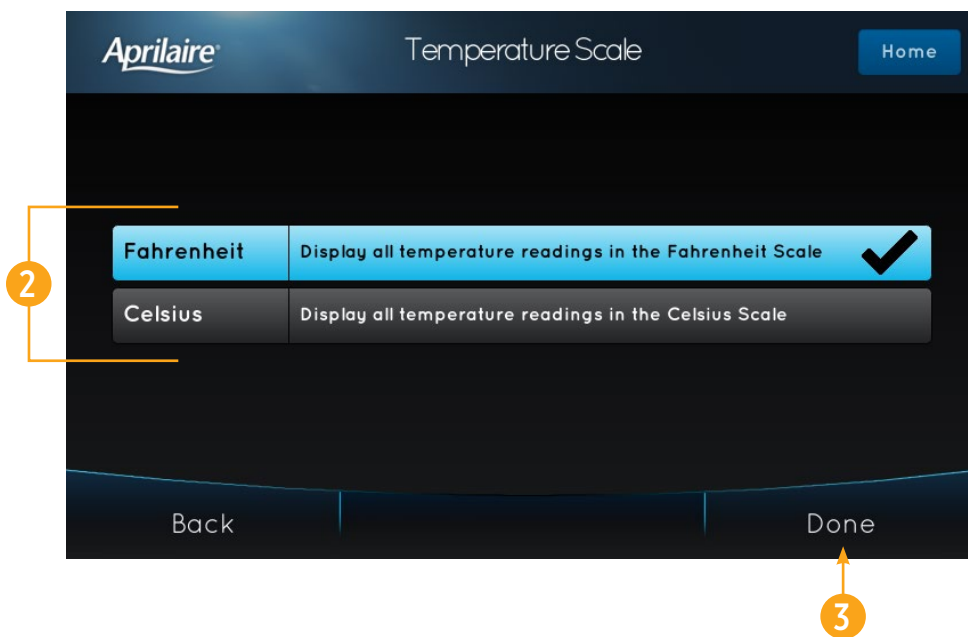 Aprilaire® Temperature Scale Home
2
Fahrenheit Display all temperature readings in the Fahrenheit Scale
Celsius Display all temperature readings in the Celsius Scale
Back Done
3